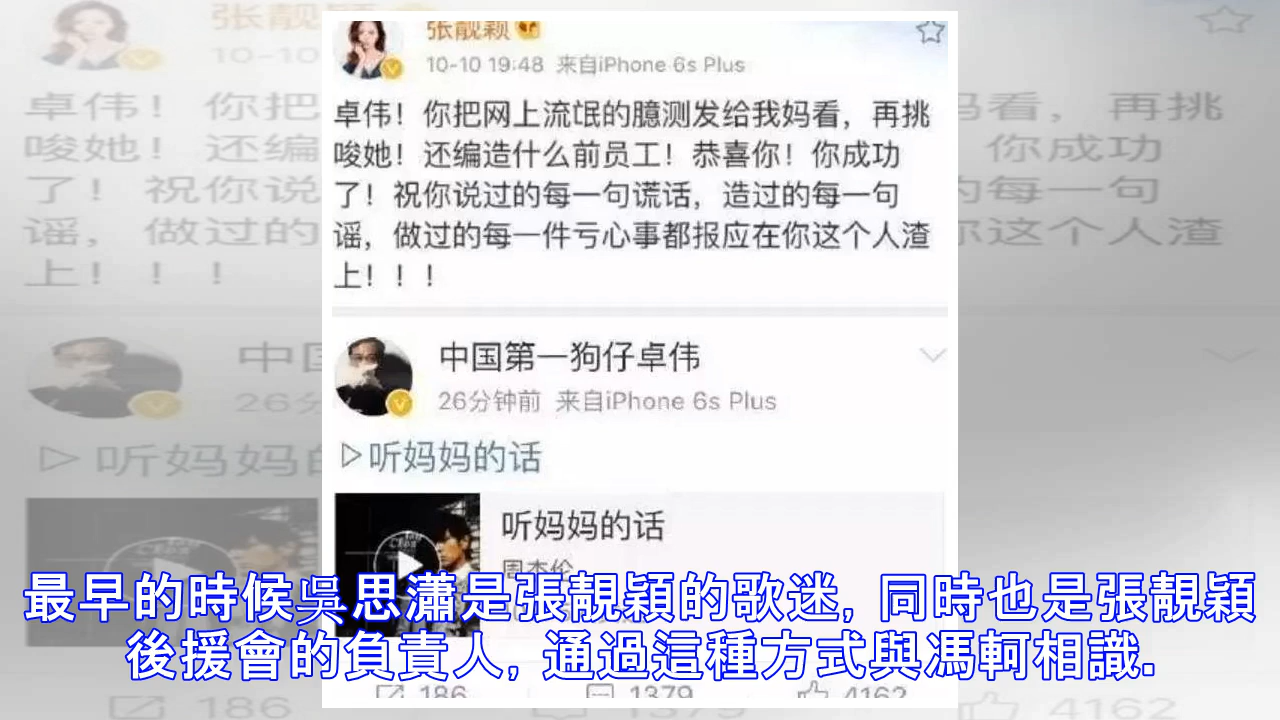 张靓颖
10-10 19:48 来自iPhone 6s Plus
卓伟！你把网上流氓的臆测发给我妈看，再挑
唆她！还编造什么前员工！恭喜你！你成功
了！祝你说过的每一句谎话，造过的每一句
谣，做过的每一件亏心事都报应在你这个人渣
上！！！
中国第一狗仔卓伟
26分钟前 来自iPhone 6s Plus
听妈妈的话
听妈妈的话
周杰伦
最早的時候吳思瀟是張靚穎的歌迷, 同時也是張靚穎
後援會的負責人, 通過這種方式與馮軻相識.
186 1379 4162